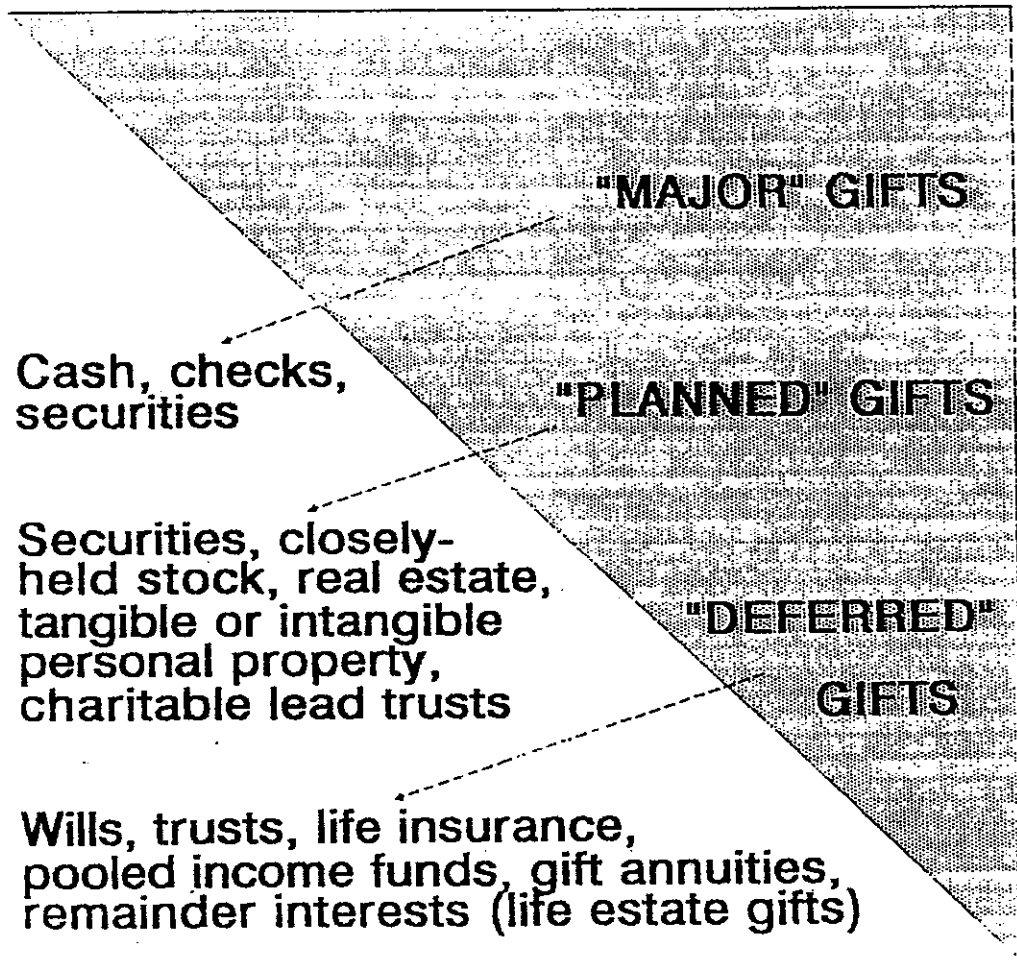 "MAJOR" GIFTS
Cash, checks,
securities
"PLANNED" GIFTS
Securities, closely-
held stock, real estate,
tangible or intangible
personal property,
charitable lead trusts
"DEFERRED"
GIFTS
Wills, trusts, life insurance,
pooled income funds, gift annuities,
remainder interests (life estate gifts)